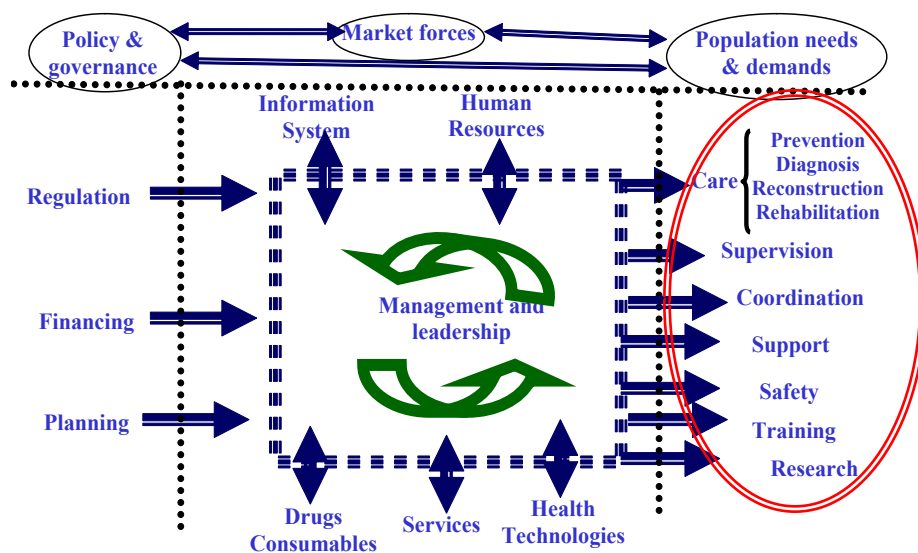 Policy &
governance
Market forces
Population needs
& demands
Information
System
Human
Resources
Regulation
Financing
Planning
Management and
leadership
Care
Prevention
Diagnosis
Reconstruction
Rehabilitation
Supervision
Coordination
Support
Safety
Training
Research
Drugs
Consumables
Services
Health
Technologies